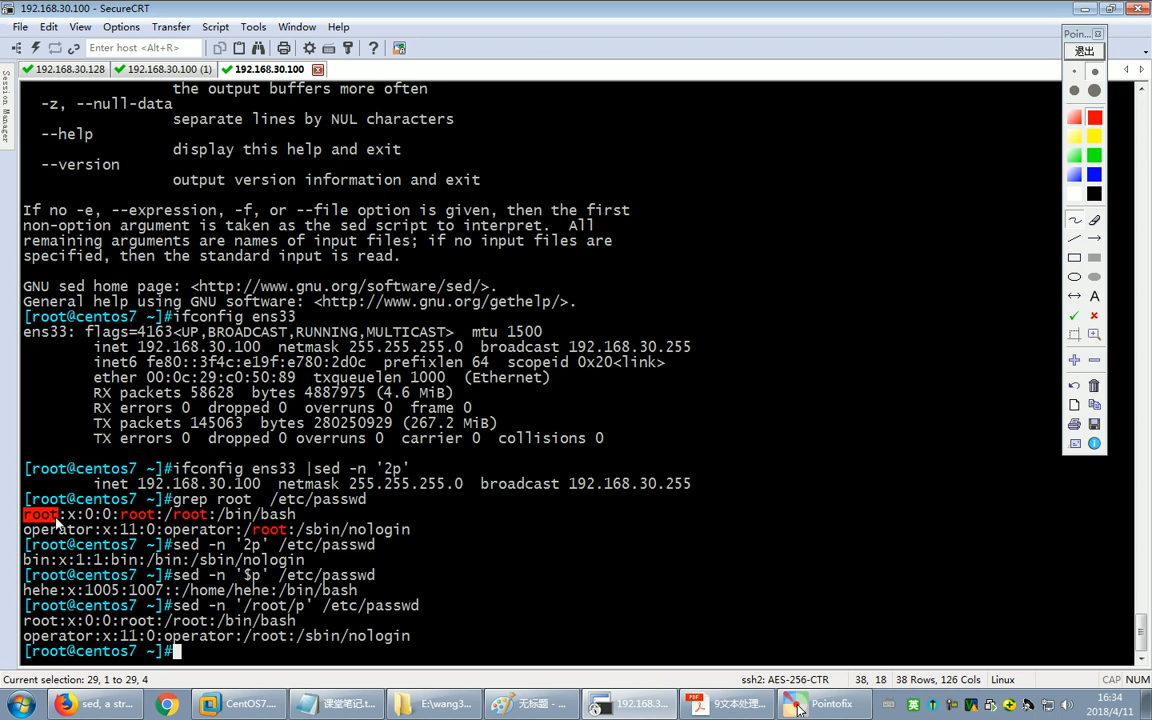 192.168.30.100 - SecureCRT
File Edit View Options Transfer Script Tools Window Help
Enter host <Alt+R>
192.168.30.128 192.168.30.100 (1) 192.168.30.100
Session Manager
the output buffers more often
-z, --null-data
separate lines by NUL characters
--help
display this help and exit
--version
output version information and exit
If no -e, --expression, -f, or --file option is given, then the first
non-option argument is taken as the sed script to interpret.  All
remaining arguments are names of input files; if no input files are
specified, then the standard input is read.
GNU sed home page: <http://www.gnu.org/software/sed/>.
General help using GNU software: <http://www.gnu.org/gethelp/>.
[root@centos7 ~]#ifconfig ens33
ens33: flags=4163<UP,BROADCAST,RUNNING,MULTICAST>  mtu 1500
inet 192.168.30.100  netmask 255.255.255.0  broadcast 192.168.30.255
inet6 fe80::3f4c:e19f:e780:2d0c  prefixlen 64  scopeid 0x20<link>
ether 00:0c:29:c0:50:89  txqueuelen 1000  (Ethernet)
RX packets 58628  bytes 4887975 (4.6 MiB)
RX errors 0  dropped 0  overruns 0  frame 0
TX packets 145063  bytes 280250929 (267.2 MiB)
TX errors 0  dropped 0 overruns 0  carrier 0  collisions 0
[root@centos7 ~]#ifconfig ens33 |sed -n '2p'
inet 192.168.30.100  netmask 255.255.255.0  broadcast 192.168.30.255
[root@centos7 ~]#grep root  /etc/passwd
root:x:0:0:root:/root:/bin/bash
operator:x:11:0:operator:/root:/sbin/nologin
[root@centos7 ~]#sed -n '2p' /etc/passwd
bin:x:1:1:bin:/bin:/sbin/nologin
[root@centos7 ~]#sed -n '$p' /etc/passwd
hehe:x:1005:1007::/home/hehe:/bin/bash
[root@centos7 ~]#sed -n '/root/p' /etc/passwd
root:x:0:0:root:/root:/bin/bash
operator:x:11:0:operator:/root:/sbin/nologin
[root@centos7 ~]#
Poin...
退出
Current selection: 29, 1 to 29, 4 ssh2: AES-256-CTR 38, 18 38 Rows, 126 Cols Linux CAP NUM
sed, a str... CentOS7.... 课堂笔记.t... E:\wang3... 无标题 - ... 192.168.3... 9文本处理... Pointofix 英
16:34
2018/4/11